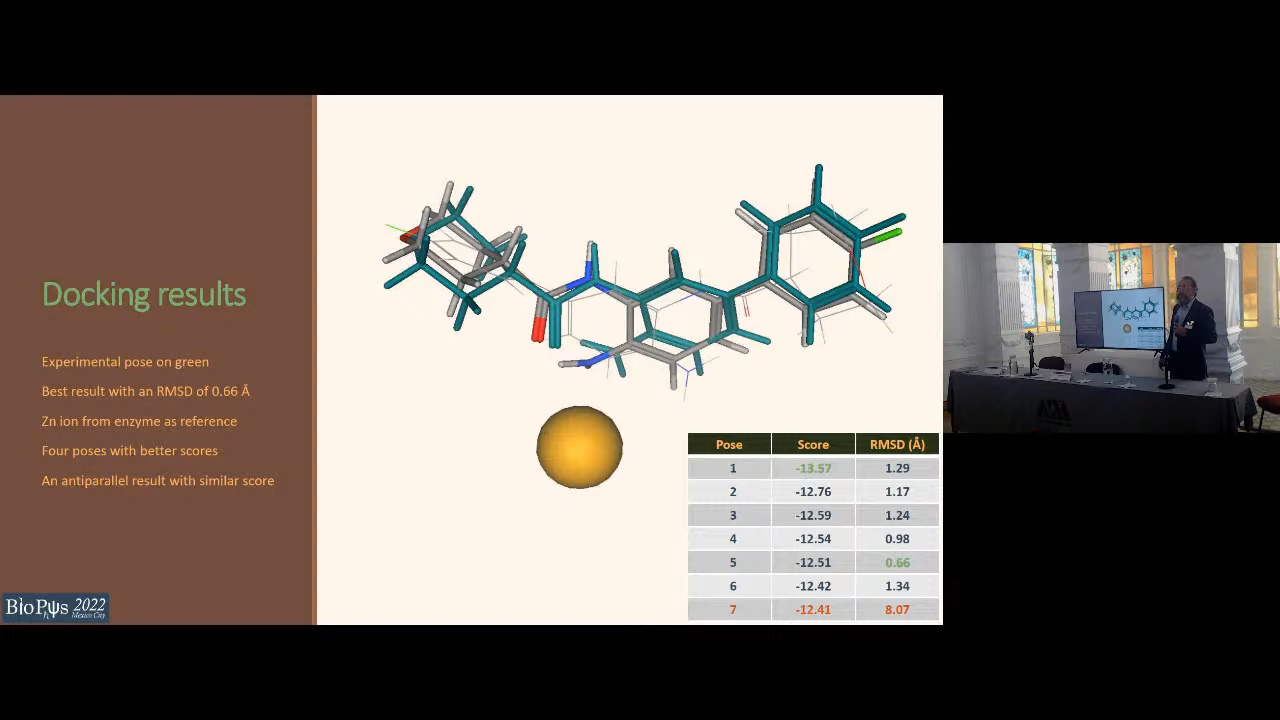 Docking results
Experimental pose on green
Best result with an RMSD of 0.66 Å
Zn ion from enzyme as reference
Four poses with better scores
An antiparallel result with similar score
BioPψs 2022
Mexico City
Pose Score RMSD (Å)
1 -13.57 1.29
2 -12.76 1.17
3 -12.59 1.24
4 -12.54 0.98
5 -12.51 0.66
6 -12.42 1.34
7 -12.41 8.07